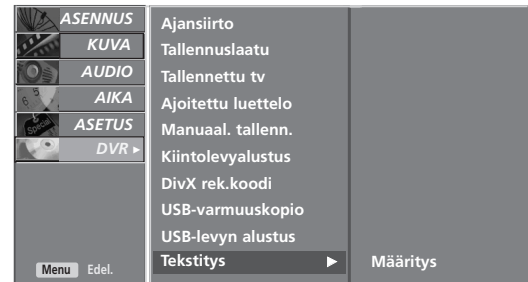 ASENNUS
KUVA
AUDIO
AIKA
ASETUS
DVR ▸
Menu Edel.
Ajansiirto
Tallennuslaatu
Tallennettu tv
Ajoitettu luettelo
Manuaal. tallenn.
Kiintolevyalustus
DivX rek.koodi
USB-varmuuskopio
USB-levyn alustus
Tekstitys ▶ Määritys